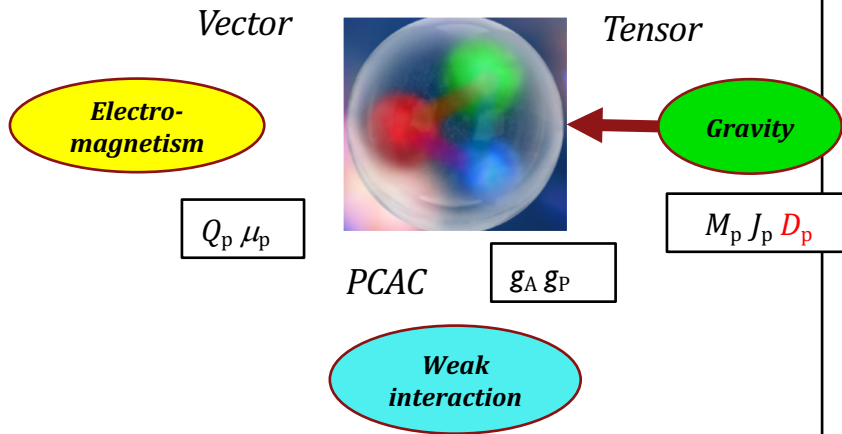 Vector
Tensor
Electro-
magnetism
Gravity
Qp μp
Mp Jp Dp
PCAC
gA gP
Weak
interaction